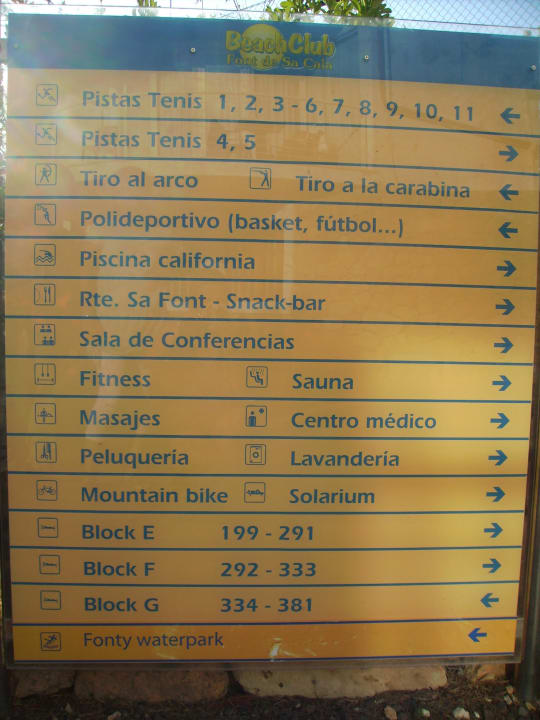 BeachClub
Font de Sa Cala
Pistas Tenis 1, 2, 3 - 6, 7, 8, 9, 10, 11 ←
Pistas Tenis 4, 5 →
Tiro al arco Tiro a la carabina ←
Polideportivo (basket, fútbol...) ←
Piscina california →
Rte. Sa Font - Snack-bar →
Sala de Conferencias →
Fitness Sauna →
Masajes Centro médico →
Peluquería Lavandería →
Mountain bike Solarium →
Block E 199 - 291 →
Block F 292 - 333 →
Block G 334 - 381 ←
Fonty waterpark ←